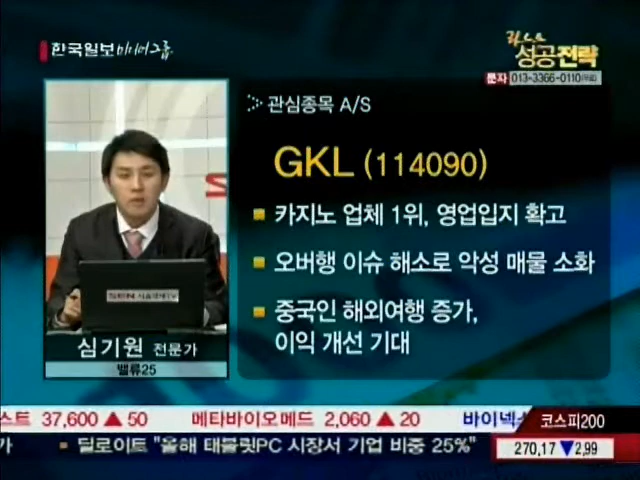 한국일보 미디어그룹
성공전략
문자 013-3366-0110
관심종목 A/S
GKL (114090)
카지노 업체 1위, 영업입지 확고
오버행 이슈 해소로 악성 매물 소화
중국인 해외여행 증가,
이익 개선 기대
심기원 전문가
밸류25
스트 37,600 ▲ 50 메타바이오메드 2,060 ▲ 20 바이넥스
코스피200
가 딜로이트 "올해 태블릿PC 시장서 기업 비중 25%"
270,17 ▼2,99